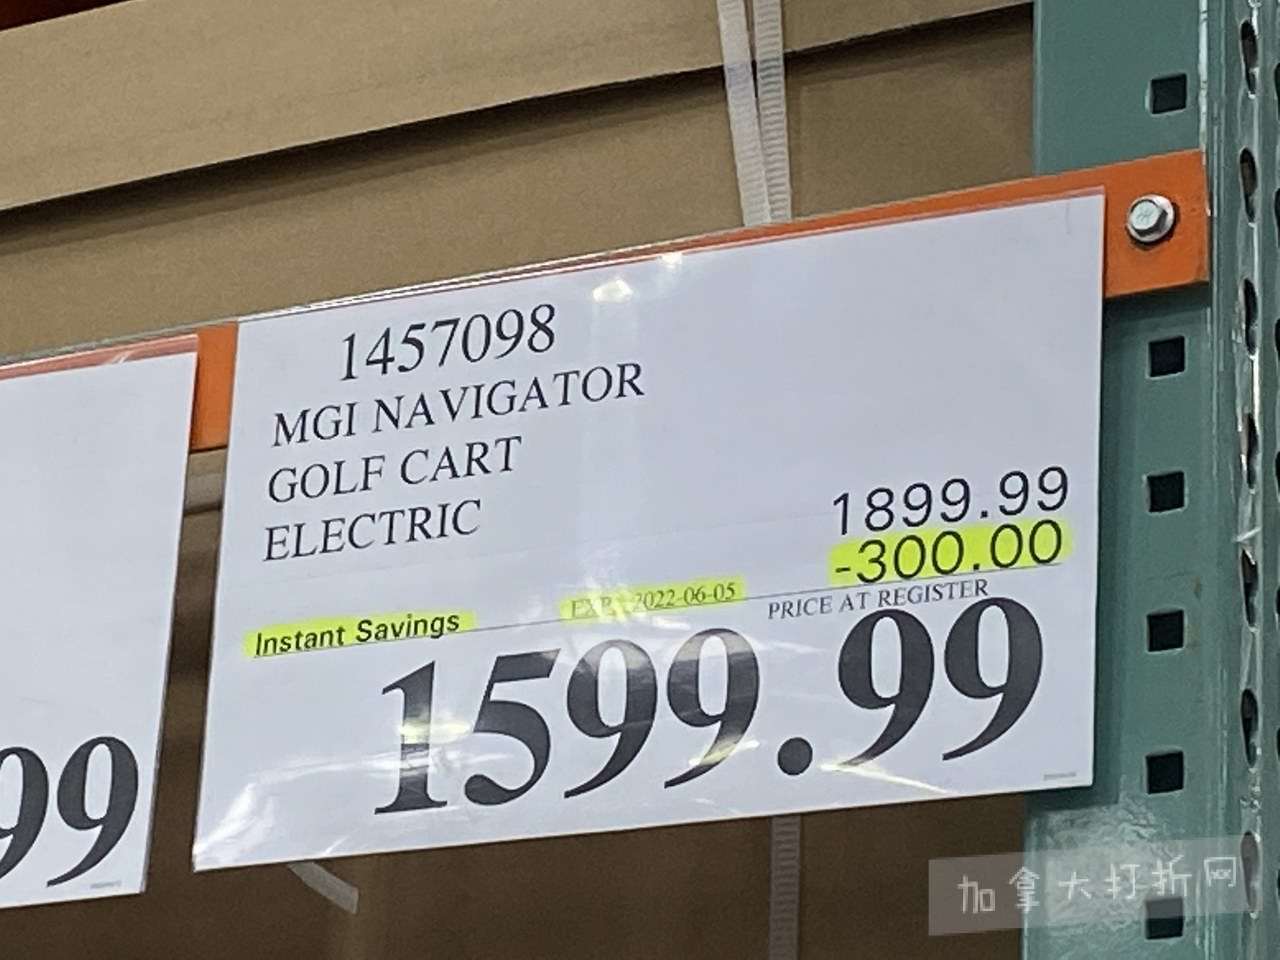 1457098
MGI NAVIGATOR
GOLF CART
ELECTRIC
1899.99
-300.00
Instant Savings
EXP. 2022-06-05
PRICE AT REGISTER
1599.99
99
加拿大打折网